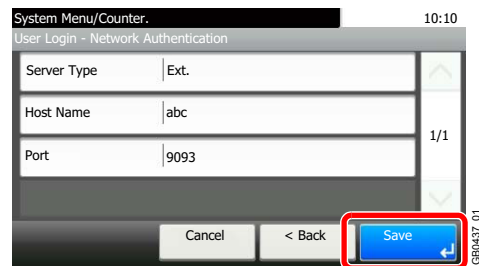 System Menu/Counter. 10:10
User Login - Network Authentication
Server Type Ext.
Host Name abc
1/1
Port 9093
Cancel < Back Save
GB0437_01